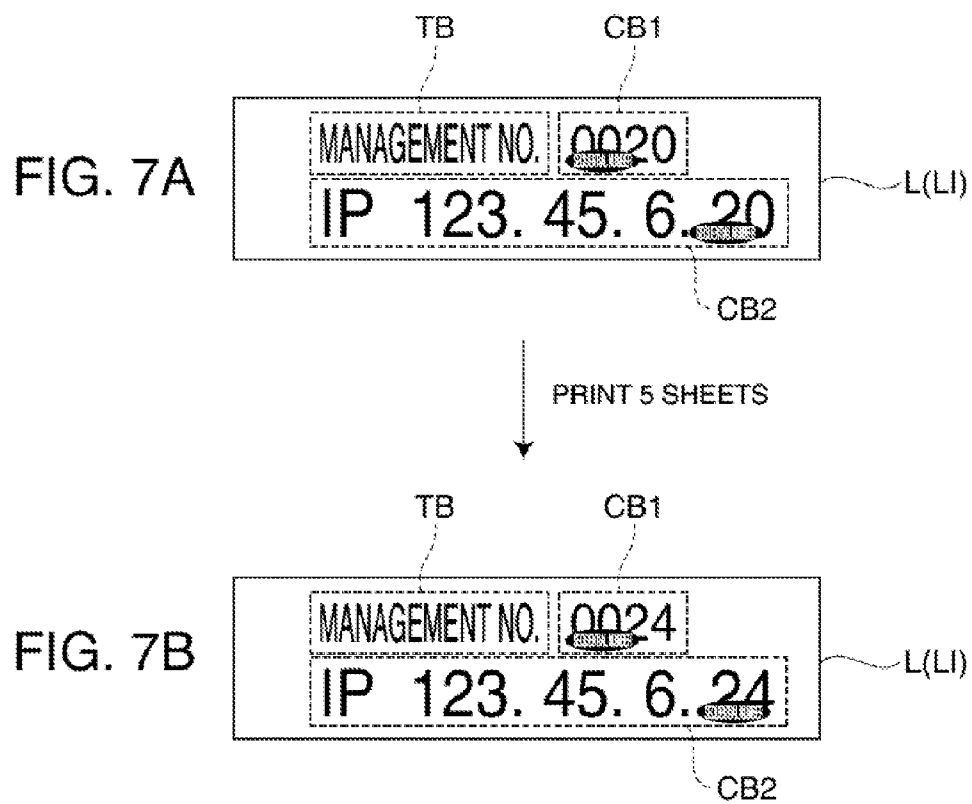 TB CB1
FIG. 7A
MANAGEMENT NO. 0020
L(LI)
IP 123. 45. 6. 20
CB2
PRINT 5 SHEETS
TB CB1
FIG. 7B
MANAGEMENT NO. 0024
L(LI)
IP 123. 45. 6. 24
CB2